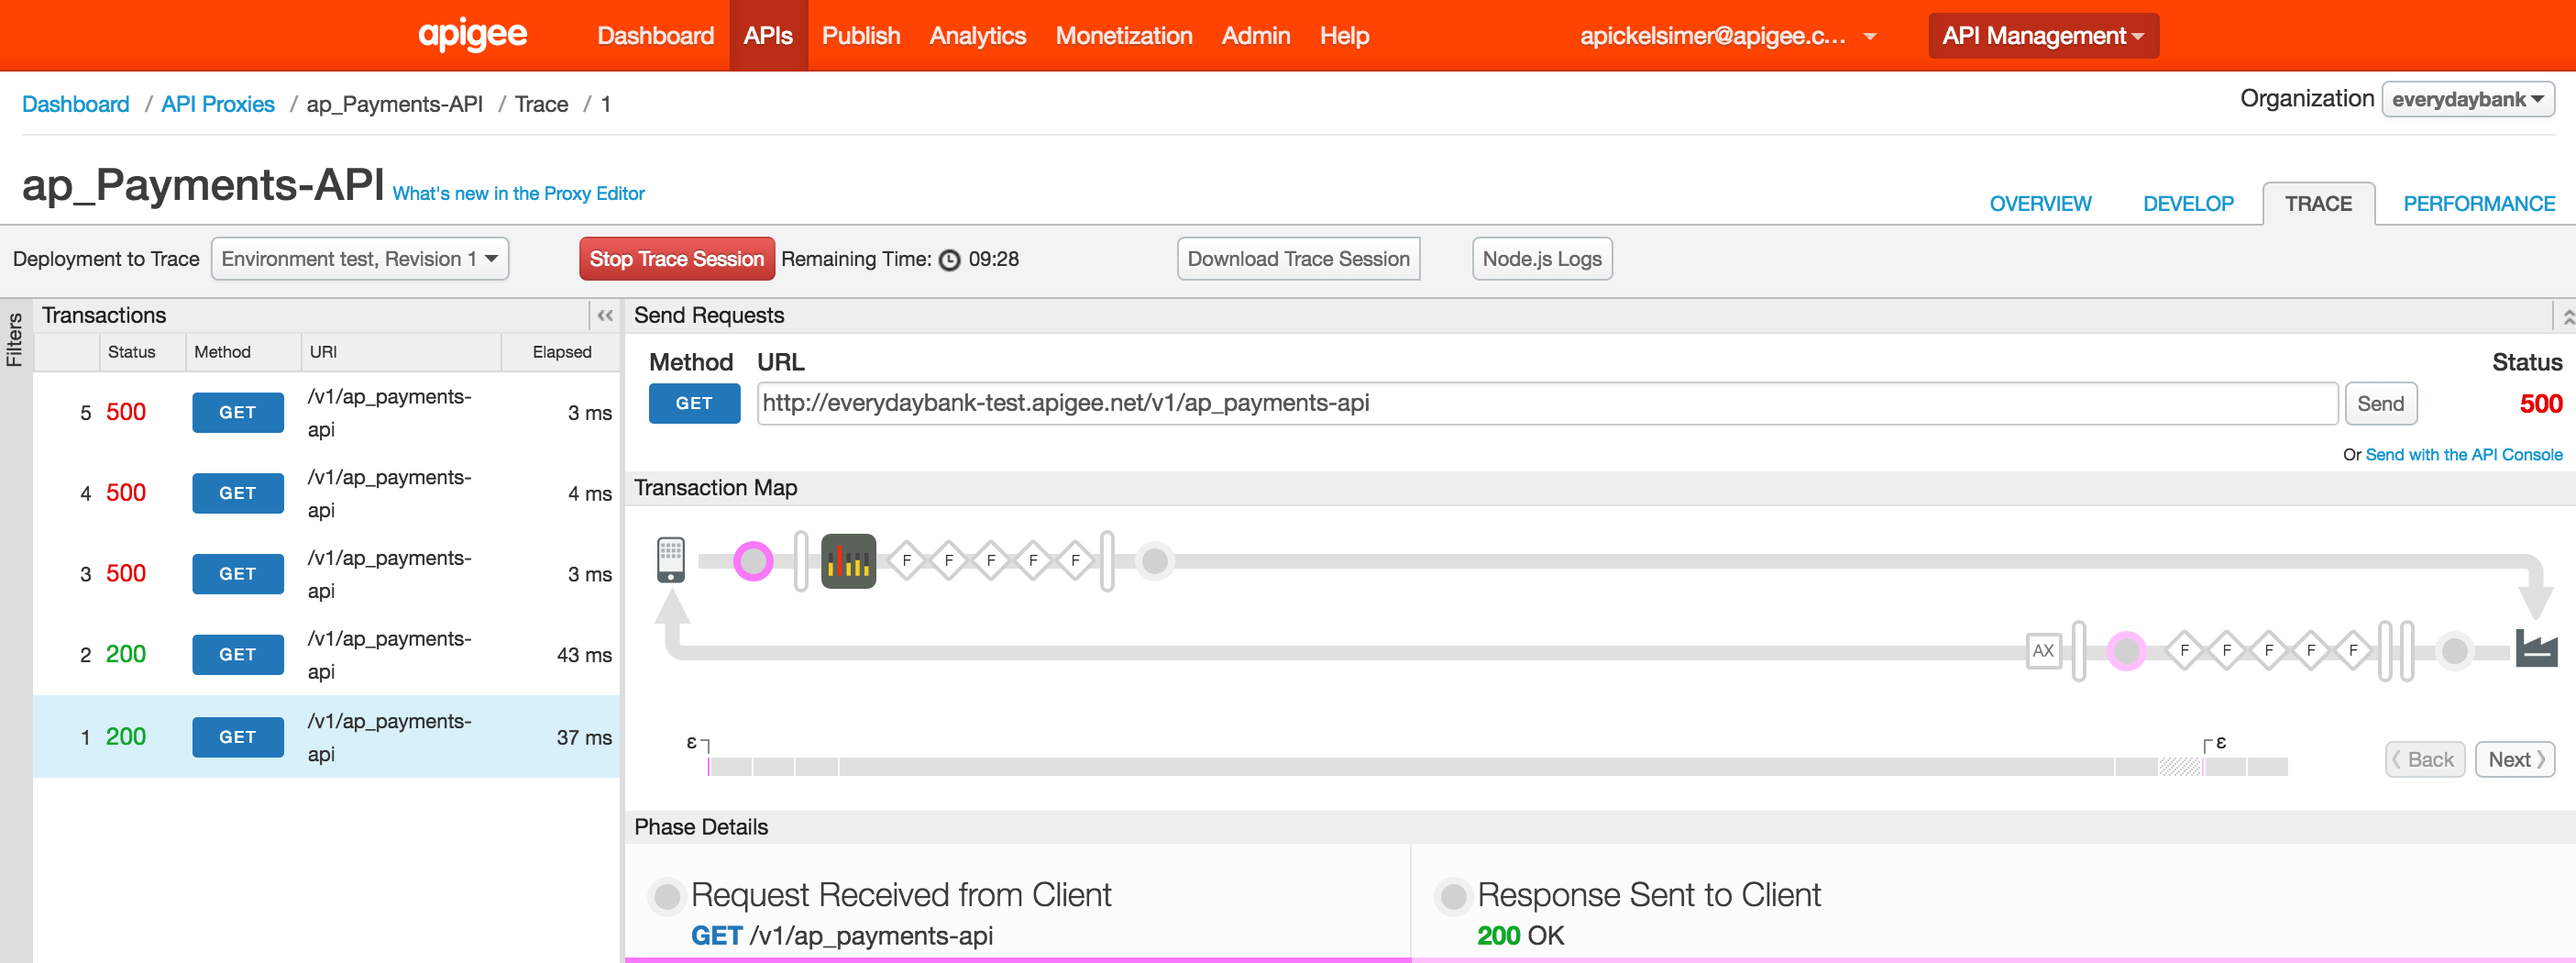 apigee Dashboard APIs Publish Analytics Monetization Admin Help apickelsimer@apigee.c... API Management
Dashboard / API Proxies / ap_Payments-API / Trace / 1 Organization everydaybank
ap_Payments-API What's new in the Proxy Editor OVERVIEW DEVELOP TRACE PERFORMANCE
Deployment to Trace Environment test, Revision 1 Stop Trace Session Remaining Time: 09:28 Download Trace Session Node.js Logs
Filters
Transactions «
Status Method URI Elapsed
5 500 GET /v1/ap_payments-
api 3 ms
4 500 GET /v1/ap_payments-
api 4 ms
3 500 GET /v1/ap_payments-
api 3 ms
2 200 GET /v1/ap_payments-
api 43 ms
1 200 GET /v1/ap_payments-
api 37 ms
Send Requests
Method URL Status
GET http://everydaybank-test.apigee.net/v1/ap_payments-api Send 500
Or Send with the API Console
Transaction Map
F F F F F
AX F F F F F
ε ε
Back Next
Phase Details
Request Received from Client
GET /v1/ap_payments-api
Response Sent to Client
200 OK